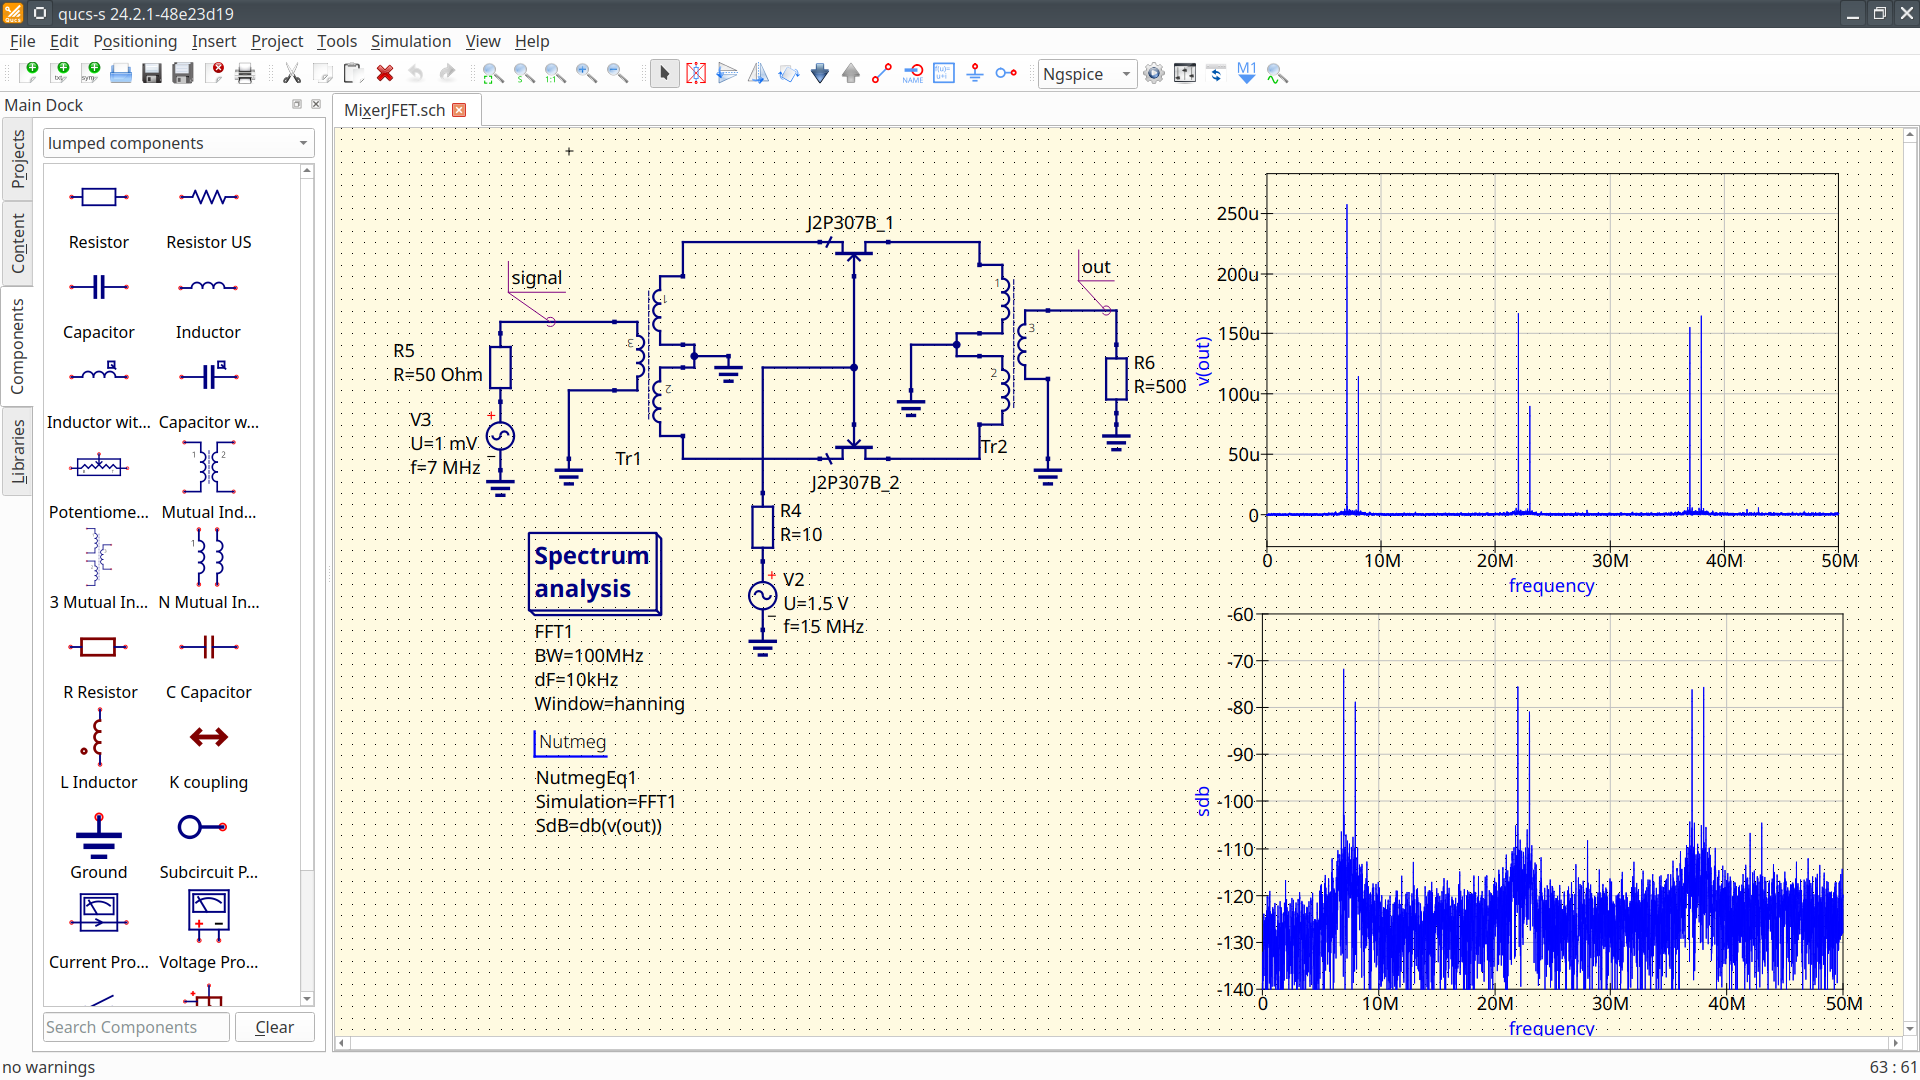 qucs-s 24.2.1-48e23d19
File Edit Positioning Insert Project Tools Simulation View Help
NAME
1:1
Ngspice
M1
Main Dock
MixerJFET.sch
Projects
Content
Components
Libraries
lumped components
Resistor Resistor US
Capacitor Inductor
Inductor wit... Capacitor w...
Potentiome... Mutual Ind...
3 Mutual In... N Mutual In...
R Resistor C Capacitor
L Inductor K coupling
Ground Subcircuit P...
Current Pro... Voltage Pro...
Search Components Clear
no warnings
63 : 61
signal
R5
R=50 Ohm
V3
U=1 mV
f=7 MHz
Tr1
J2P307B_1
J2P307B_2
out
Tr2
R6
R=500
R4
R=10
V2
U=1.5 V
f=15 MHz
Spectrum
analysis
FFT1
BW=100MHz
dF=10kHz
Window=hanning
Nutmeg
NutmegEq1
Simulation=FFT1
SdB=db(v(out))
v(out)
250u
200u
150u
100u
50u
0
0 10M 20M 30M 40M 50M
frequency
sdb
-60
-70
-80
-90
-100
-110
-120
-130
-140
0 10M 20M 30M 40M 50M
frequency